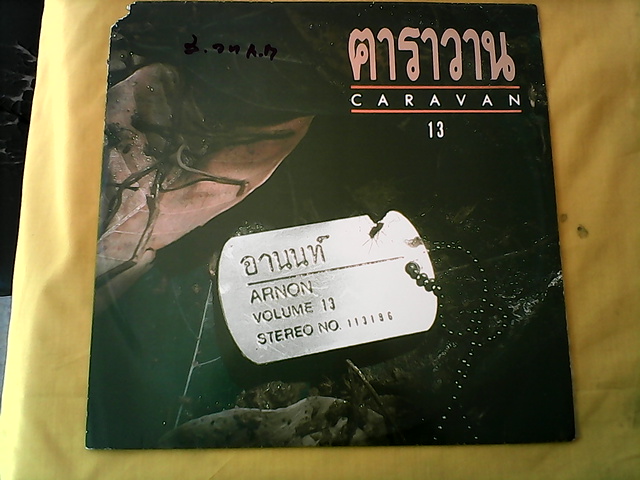 คาราวาน
CARAVAN
13
อานนท์
ARNON
VOLUME 13
STEREO NO. 113196